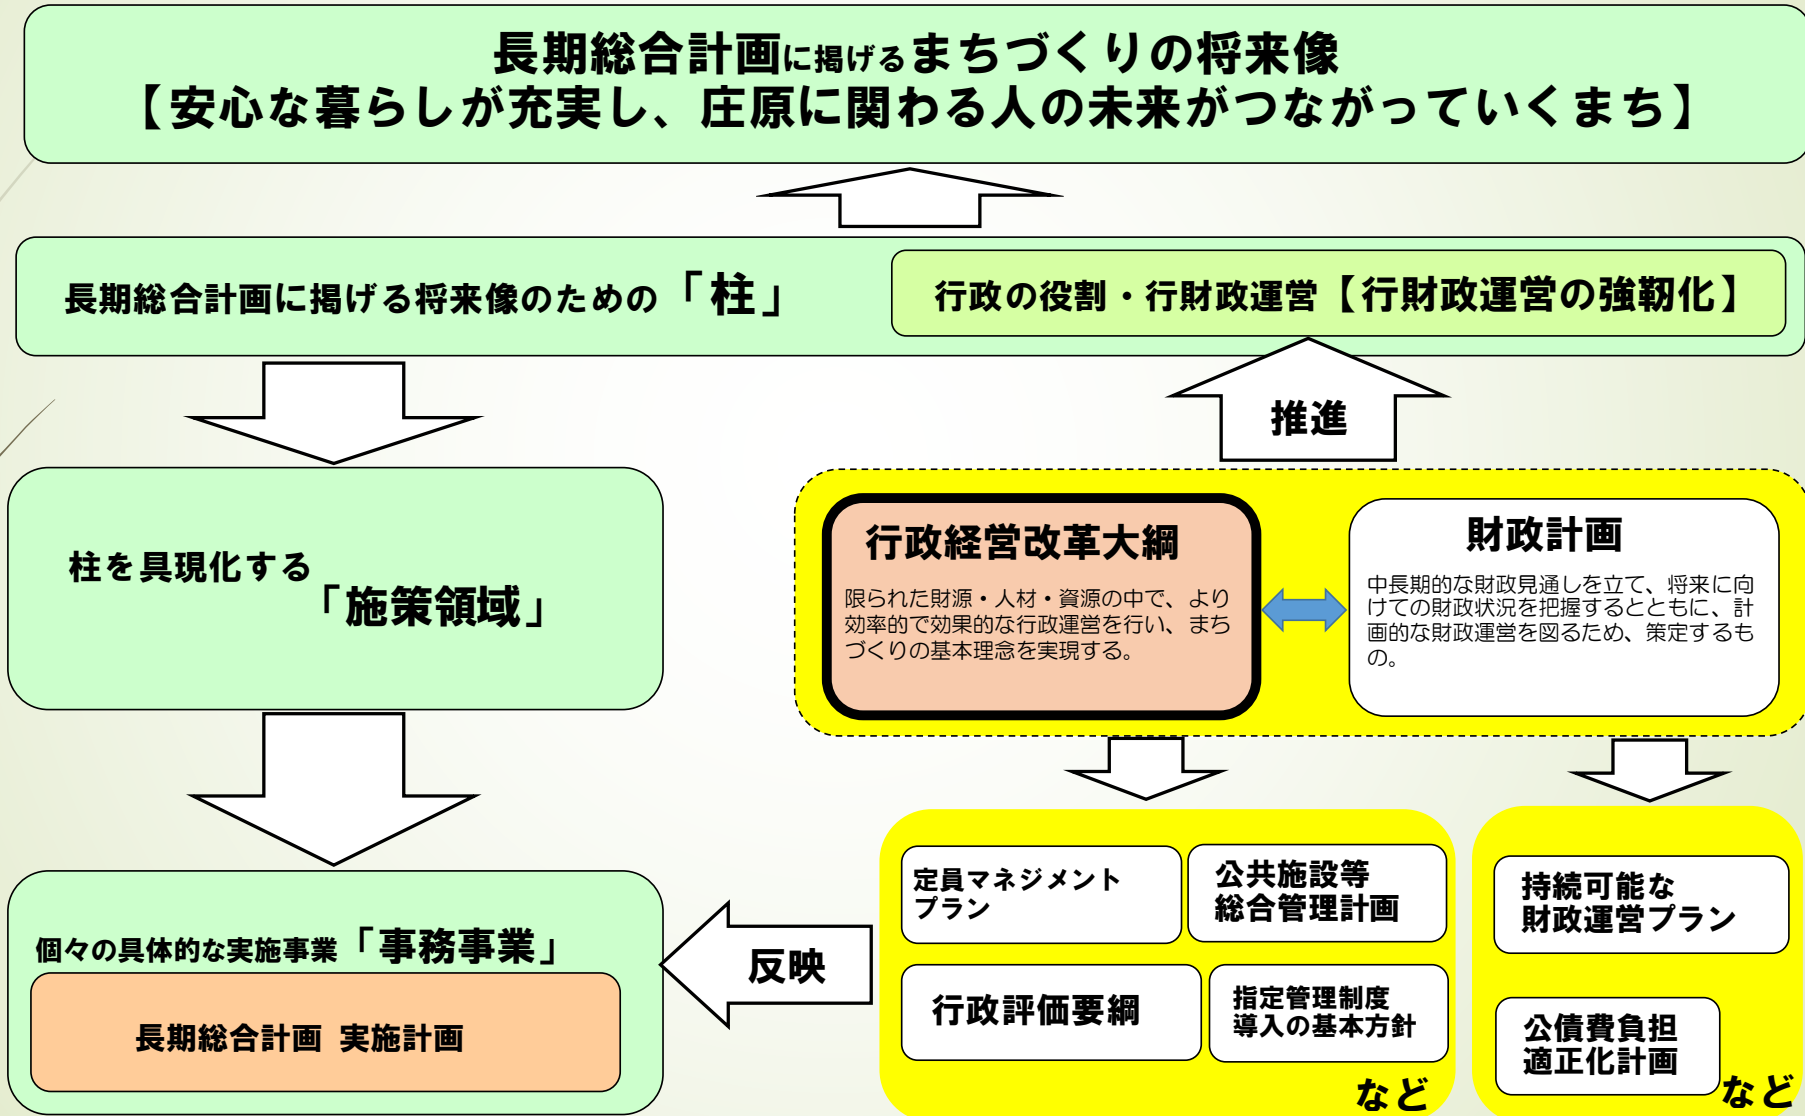 長期総合計画に掲げるまちづくりの将来像
【安心な暮らしが充実し、庄原に関わる人の未来がつながっていくまち】
長期総合計画に掲げる将来像のための「柱」
行政の役割・行財政運営【行財政運営の強靭化】
推進
柱を具現化する
「施策領域」
行政経営改革大綱
限られた財源・人材・資源の中で、より
効率的で効果的な行政運営を行い、まち
づくりの基本理念を実現する。
財政計画
中長期的な財政見通しを立て、将来に向
けての財政状況を把握するとともに、計
画的な財政運営を図るため、策定するも
の。
個々の具体的な実施事業「事務事業」
長期総合計画 実施計画
反映
定員マネジメント
プラン
公共施設等
総合管理計画
行政評価要綱
指定管理制度
導入の基本方針
など
持続可能な
財政運営プラン
公債費負担
適正化計画
など